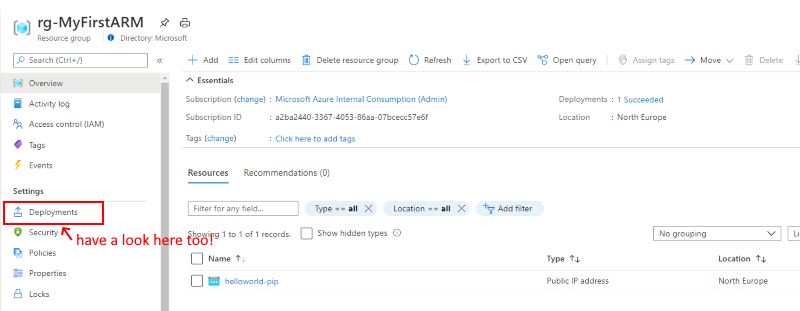 rg-MyFirstARM
Resource group
Directory: Microsoft
Search (Ctrl+/)
«
Overview
Activity log
Access control (IAM)
Tags
Events
Settings
Deployments
have a look here too!
Security
Policies
Properties
Locks
Add Edit columns Delete resource group Refresh Export to CSV Open query Assign tags Move Delete
Essentials
Subscription (change) : Microsoft Azure Internal Consumption (Admin) Deployments : 1 Succeeded
Subscription ID : a2ba2440-3367-4053-86aa-07bcecc57e6f Location : North Europe
Tags (change) : Click here to add tags
Resources Recommendations (0)
Filter for any field... Type == all Location == all Add filter
Showing 1 to 1 of 1 records. Show hidden types No grouping Li
Name Type Location
helloworld-pip Public IP address North Europe